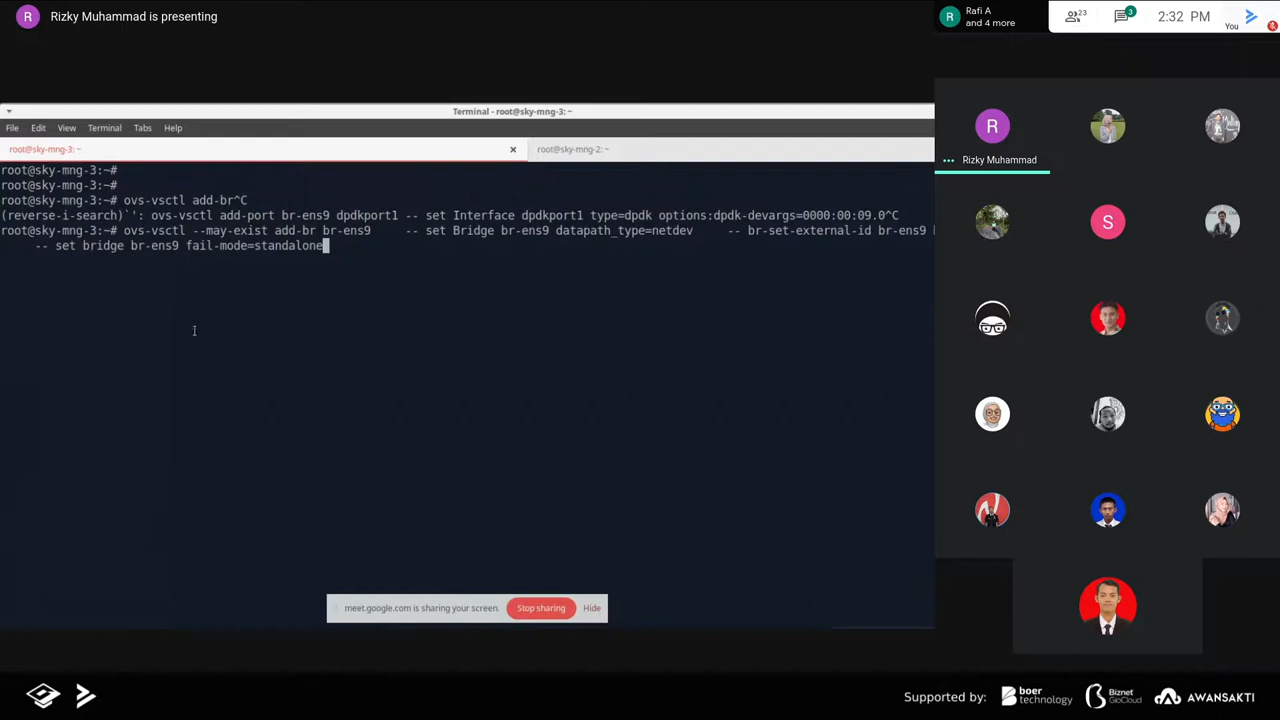 R Rizky Muhammad is presenting
R Rafi A
and 4 more
23
3
2:32 PM
You
Terminal - root@sky-mng-3: ~
File Edit View Terminal Tabs Help
root@sky-mng-3: ~
root@sky-mng-2: ~
root@sky-mng-3:~#
root@sky-mng-3:~#
root@sky-mng-3:~# ovs-vsctl add-br^C
(reverse-i-search)`': ovs-vsctl add-port br-ens9 dpdkport1 -- set Interface dpdkport1 type=dpdk options:dpdk-devargs=0000:00:09.0^C
root@sky-mng-3:~# ovs-vsctl --may-exist add-br br-ens9 -- set Bridge br-ens9 datapath_type=netdev -- br-set-external-id br-ens9
-- set bridge br-ens9 fail-mode=standalone
R
Rizky Muhammad
S
meet.google.com is sharing your screen. Stop sharing Hide
Supported by:
boer technology
Biznet GioCloud
AWANSAKTI